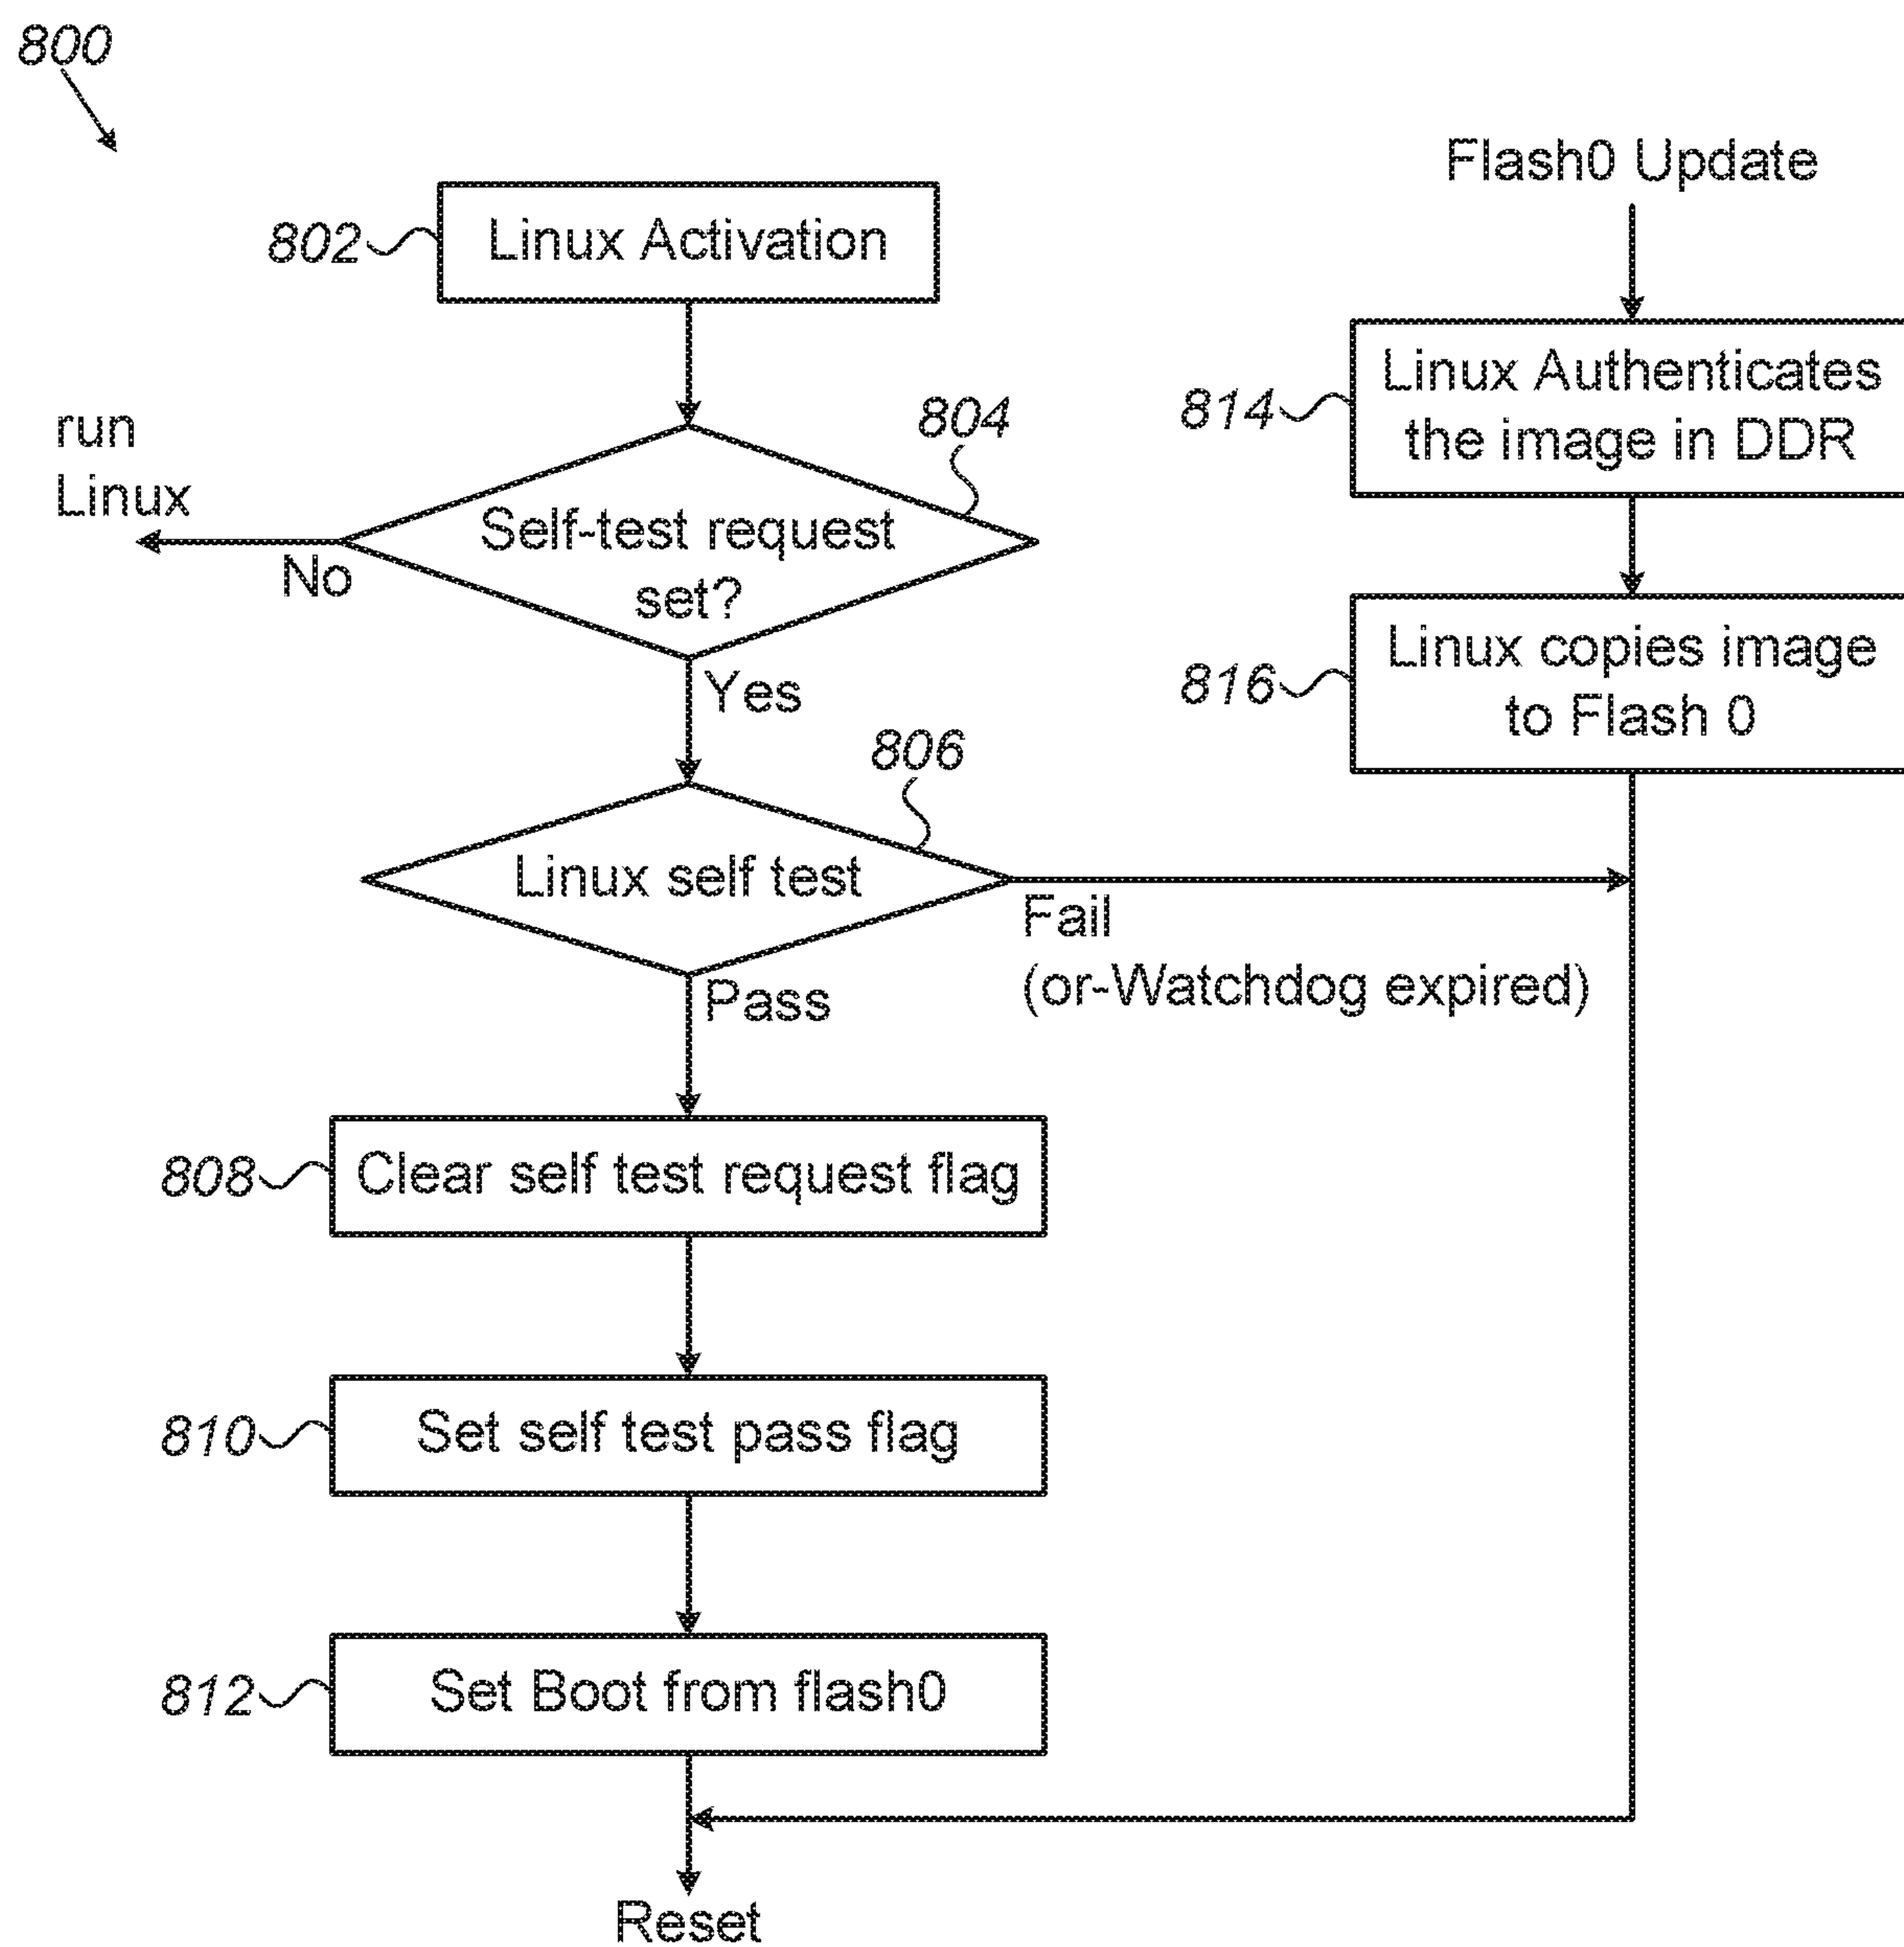 800
Flash0 Update
802
Linux Activation
814
Linux Authenticates
the image in DDR
run
Linux
804
Self-test request
set?
No
Yes
816
Linux copies image
to Flash 0
806
Linux self test
Fail
(or-Watchdog expired)
Pass
808
Clear self test request flag
810
Set self test pass flag
812
Set Boot from flash0
Reset